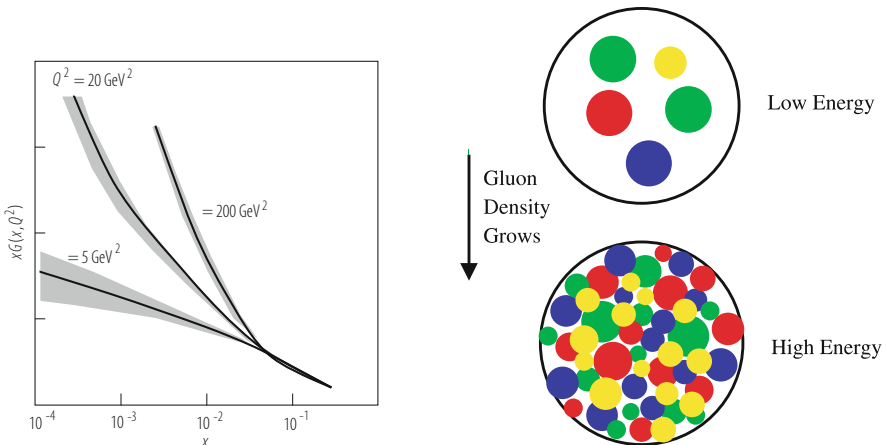 Q² = 20 GeV²
= 200 GeV²
= 5 GeV²
xG(x,Q²)
10⁻⁴
10⁻³
10⁻²
10⁻¹
x
Low Energy
Gluon
Density
Grows
High Energy